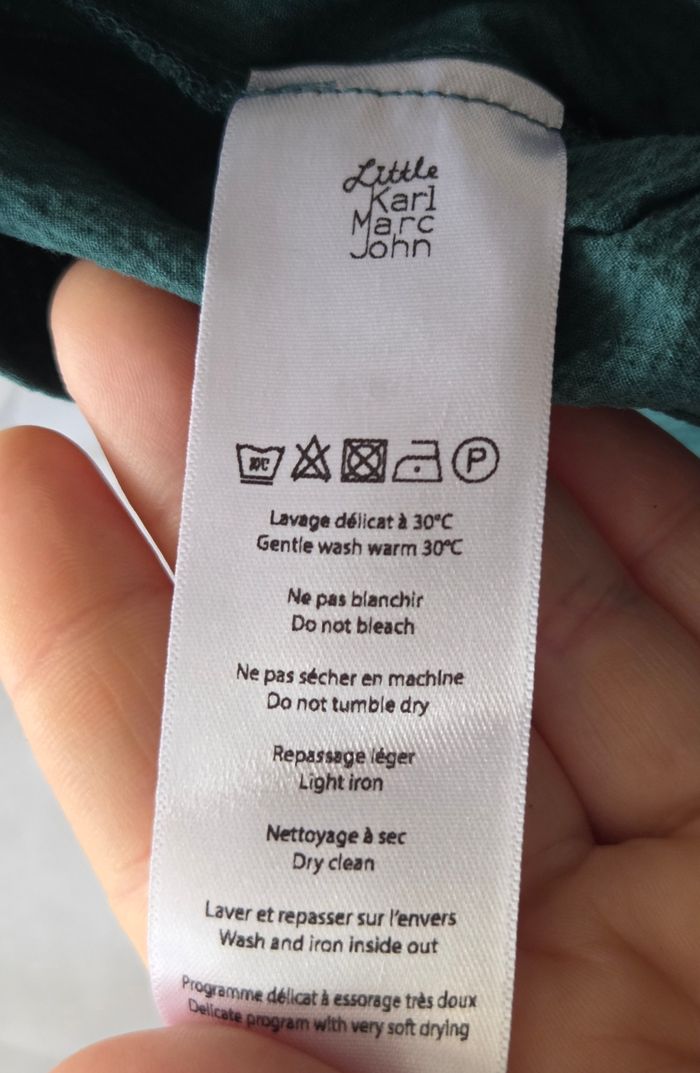 Little
Karl
Marc
John
P
Lavage délicat à 30°C
Gentle wash warm 30°C
Ne pas blanchir
Do not bleach
Ne pas sécher en machine
Do not tumble dry
Repassage léger
Light iron
Nettoyage à sec
Dry clean
Laver et repasser sur l'envers
Wash and iron inside out
Programme délicat à essorage très doux
Delicate program with very soft drying